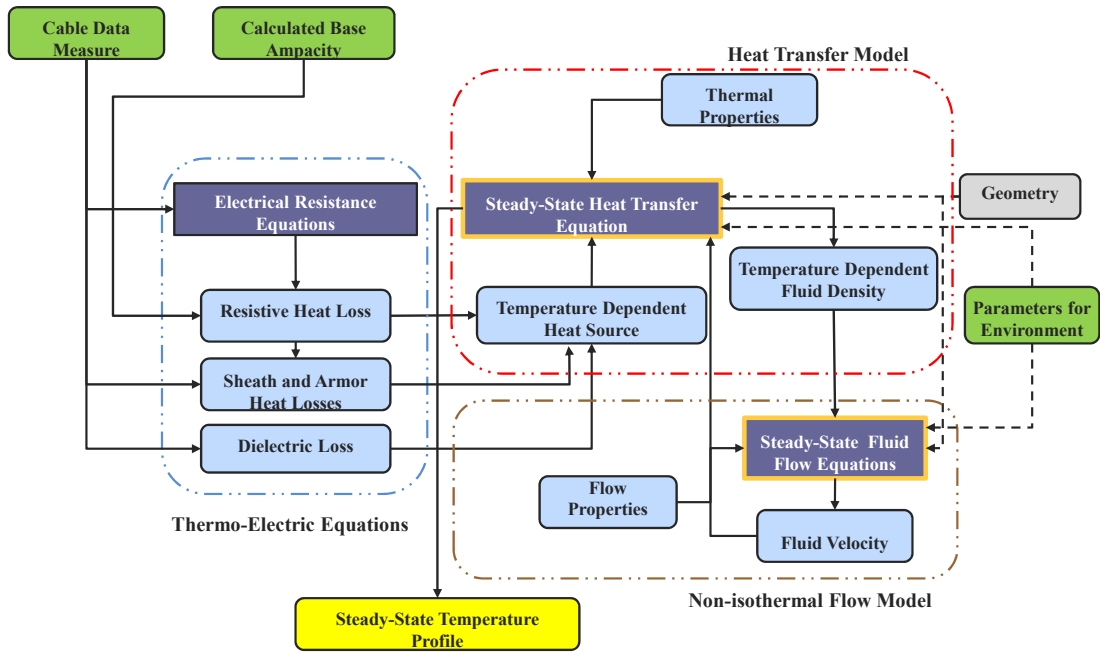 Cable Data
Measure
Calculated Base
Ampacity
Heat Transfer Model
Thermal
Properties
Electrical Resistance
Equations
Steady-State Heat Transfer
Equation
Geometry
Temperature Dependent
Fluid Density
Resistive Heat Loss
Temperature Dependent
Heat Source
Parameters for
Environment
Sheath and Armor
Heat Losses
Dielectric Loss
Steady-State Fluid
Flow Equations
Flow
Properties
Fluid Velocity
Thermo-Electric Equations
Non-isothermal Flow Model
Steady-State Temperature
Profile